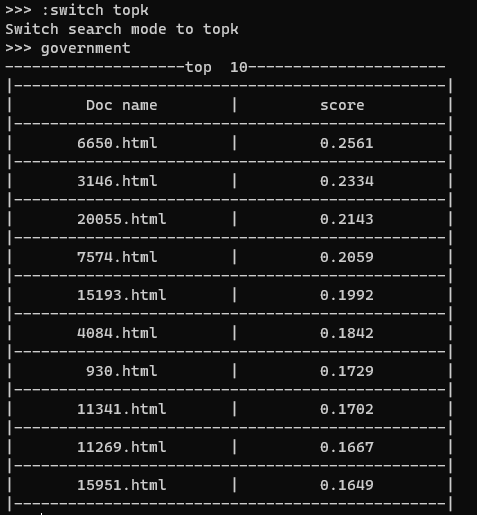 >>> :switch topk
Switch search mode to topk
>>> government
--------------------top  10----------------------
|------------------------------------------------|
|        Doc name        |         score         |
|------------------------------------------------|
|       6650.html        |         0.2561        |
|------------------------------------------------|
|       3146.html        |         0.2334        |
|------------------------------------------------|
|       20055.html       |         0.2143        |
|------------------------------------------------|
|       7574.html        |         0.2059        |
|------------------------------------------------|
|       15193.html       |         0.1992        |
|------------------------------------------------|
|       4084.html        |         0.1842        |
|------------------------------------------------|
|        930.html        |         0.1729        |
|------------------------------------------------|
|       11341.html       |         0.1702        |
|------------------------------------------------|
|       11269.html       |         0.1667        |
|------------------------------------------------|
|       15951.html       |         0.1649        |
|------------------------------------------------|